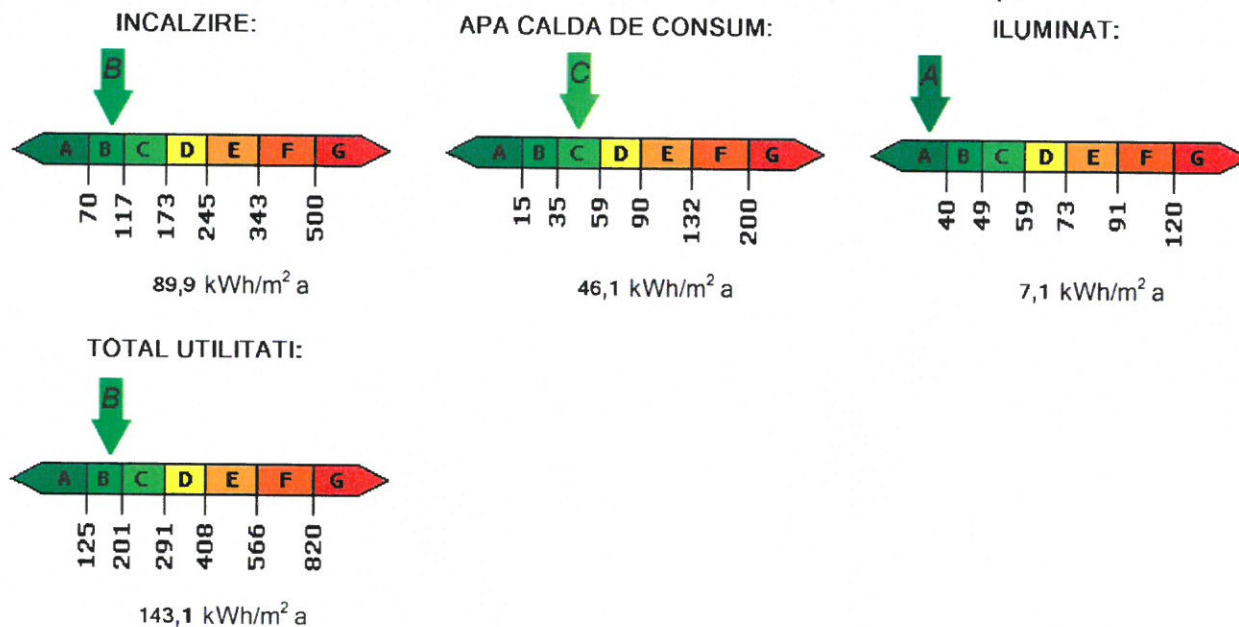 INCALZIRE:
B
A B C D E F G
70 117 173 245 343 500
89,9 kWh/m² a
APA CALDA DE CONSUM:
C
A B C D E F G
15 35 59 90 132 200
46,1 kWh/m² a
ILUMINAT:
A
A B C D E F G
40 49 59 73 91 120
7,1 kWh/m² a
TOTAL UTILITATI:
B
A B C D E F G
125 201 291 408 566 820
143,1 kWh/m² a